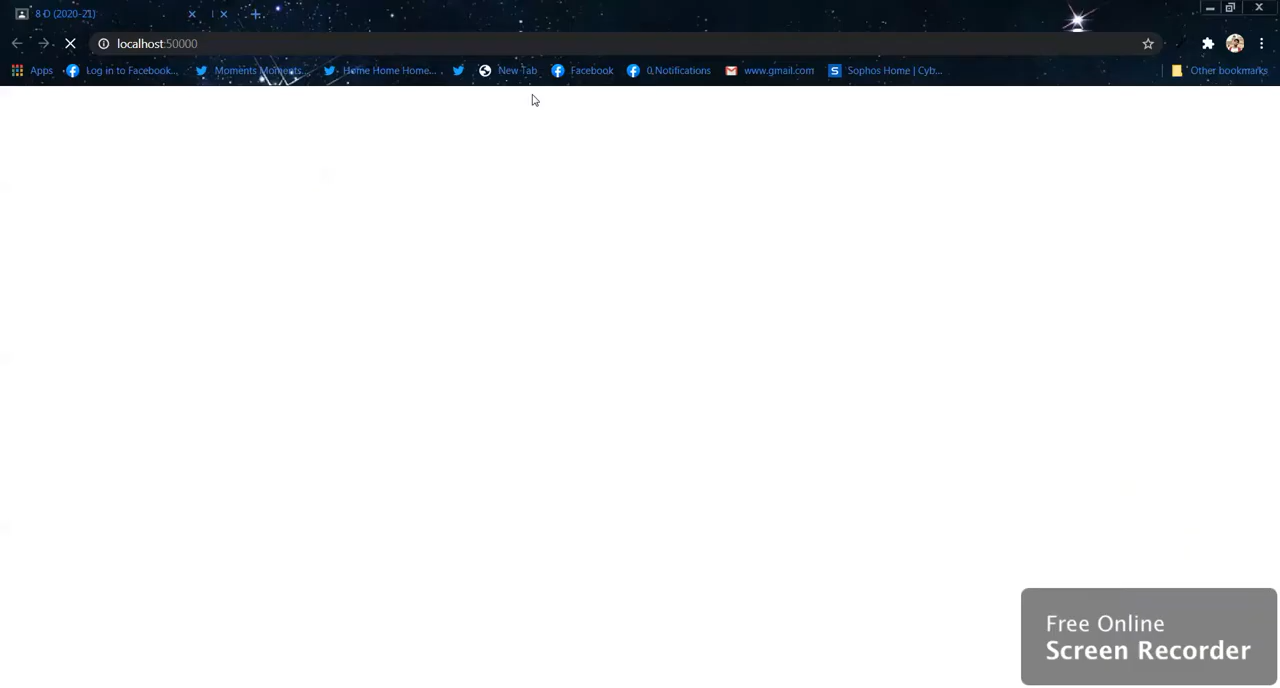 8 D (2020-21)
localhost:50000
Apps Log in to Facebook... Moments Moments... Home Home Home... New Tab Facebook 0 Notifications www.gmail.com Sophos Home | Cyb... Other bookmarks
Free Online
Screen Recorder